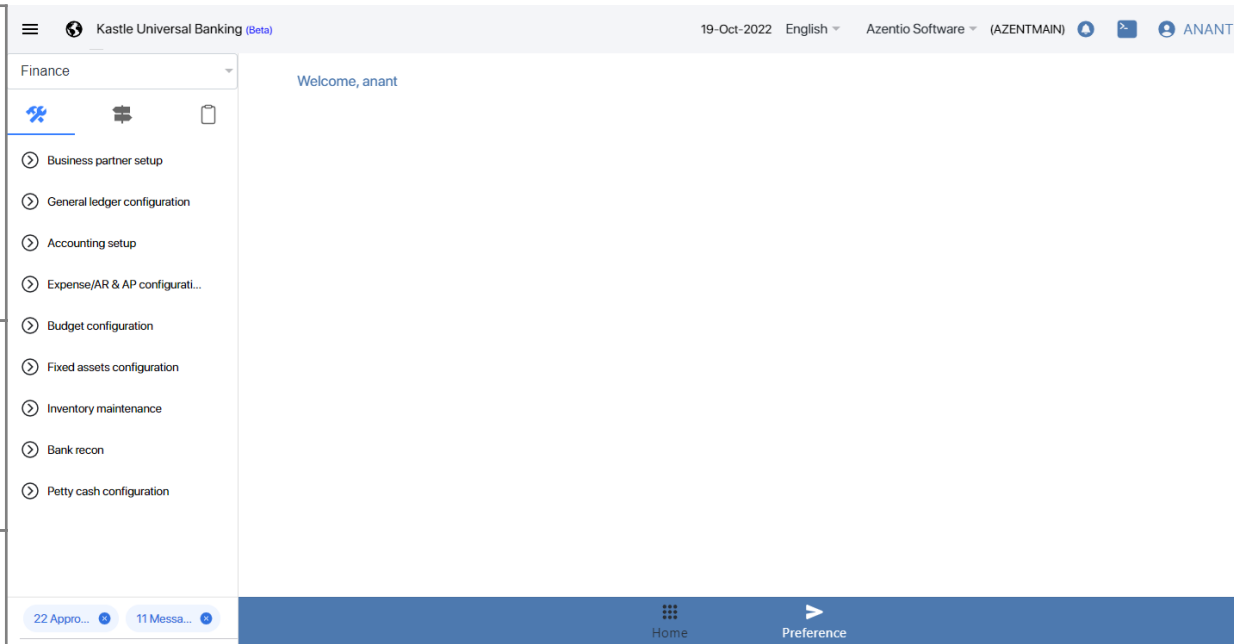 Kastle Universal Banking (Beta)
19-Oct-2022 English Azentio Software (AZENTMAIN) ANANT
Finance
Welcome, anant
Business partner setup
General ledger configuration
Accounting setup
Expense/AR & AP configurati...
Budget configuration
Fixed assets configuration
Inventory maintenance
Bank recon
Petty cash configuration
22 Appro... 11 Messa...
Home Preference